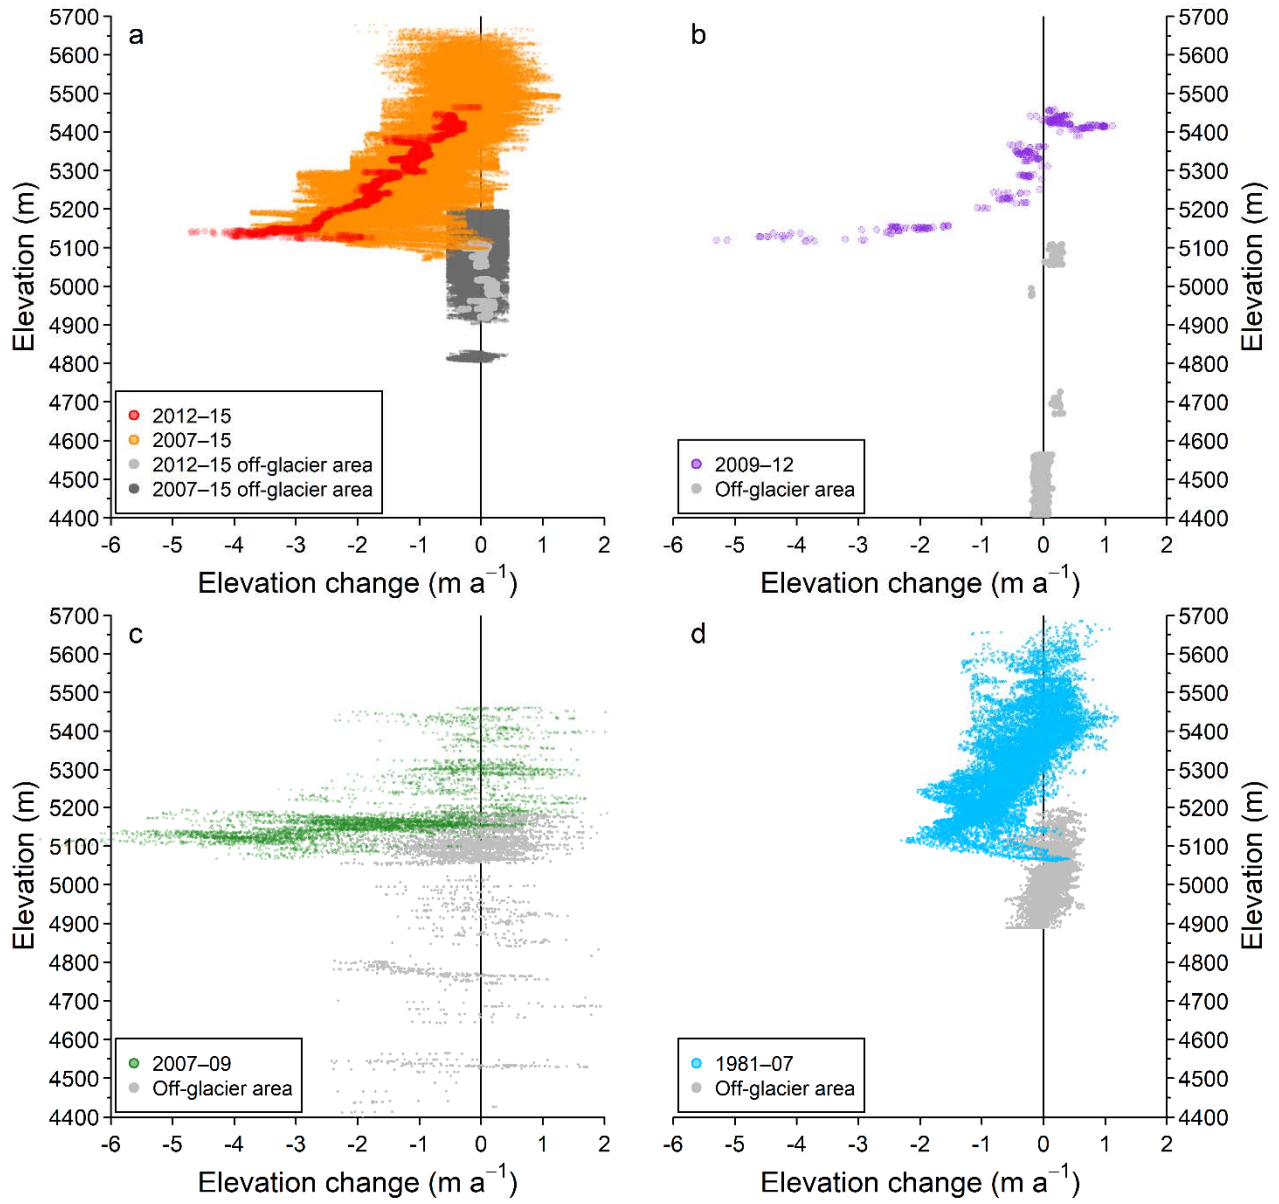 a
5700
5600
5500
5400
5300
5200
5100
5000
4900
4800
4700
4600
4500
4400
Elevation (m)
2012–15
2007–15
2012–15 off-glacier area
2007–15 off-glacier area
-6 -5 -4 -3 -2 -1 0 1 2
Elevation change (m a⁻¹)
b
5700
5600
5500
5400
5300
5200
5100
5000
4900
4800
4700
4600
4500
4400
Elevation (m)
2009–12
Off-glacier area
-6 -5 -4 -3 -2 -1 0 1 2
Elevation change (m a⁻¹)
c
5700
5600
5500
5400
5300
5200
5100
5000
4900
4800
4700
4600
4500
4400
Elevation (m)
2007–09
Off-glacier area
-6 -5 -4 -3 -2 -1 0 1 2
Elevation change (m a⁻¹)
d
5700
5600
5500
5400
5300
5200
5100
5000
4900
4800
4700
4600
4500
4400
Elevation (m)
1981–07
Off-glacier area
-6 -5 -4 -3 -2 -1 0 1 2
Elevation change (m a⁻¹)